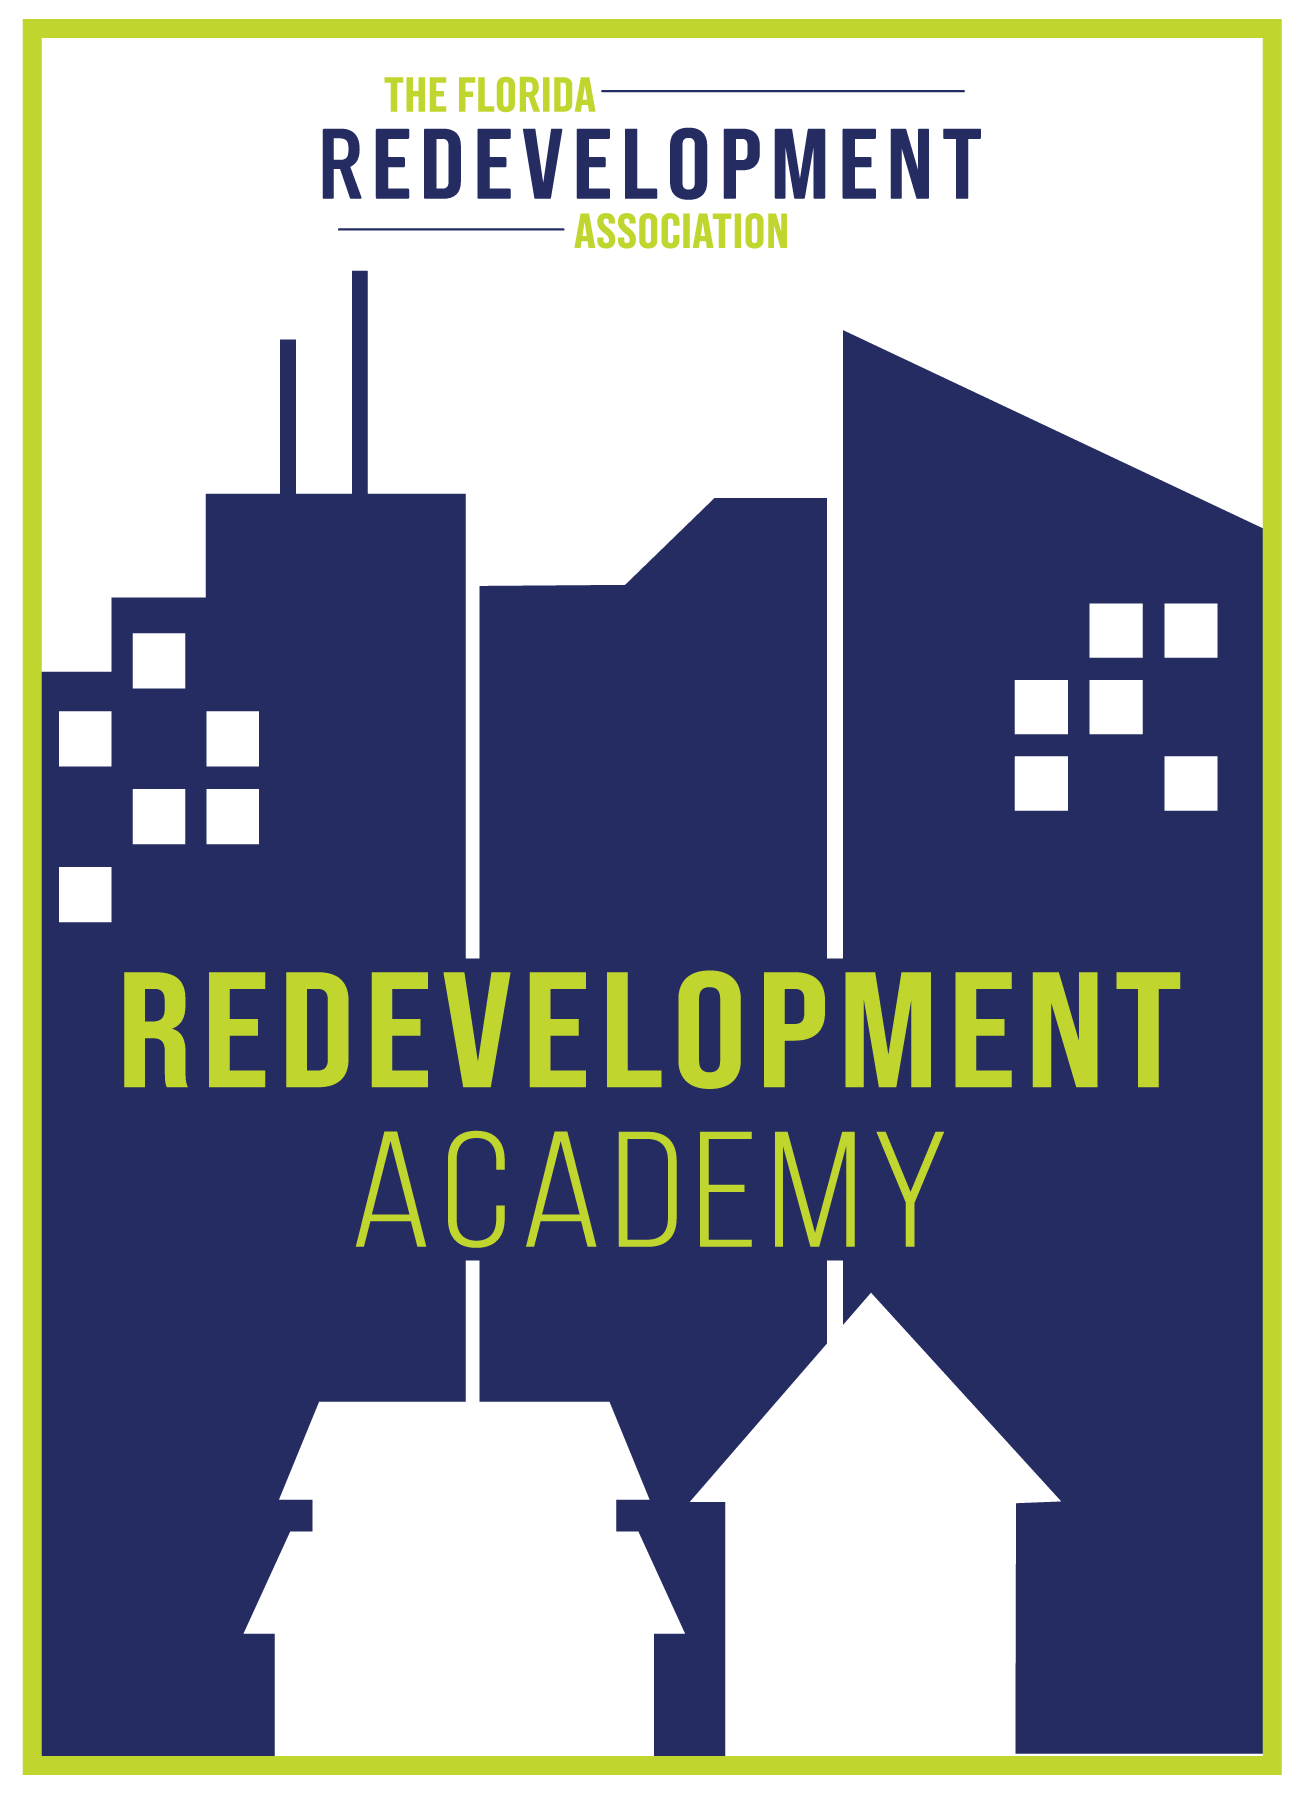 THE FLORIDA
REDEVELOPMENT
ASSOCIATION
REDEVELOPMENT
ACADEMY